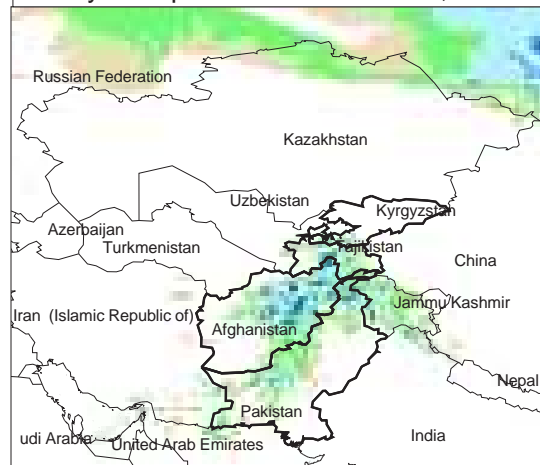 Russian Federation
Kazakhstan
Uzbekistan
Kyrgyzstan
Azerbaijan
Turkmenistan
Tajikistan
China
Jammu Kashmir
Iran (Islamic Republic of)
Afghanistan
Nepal
Pakistan
udi Arabia
United Arab Emirates
India